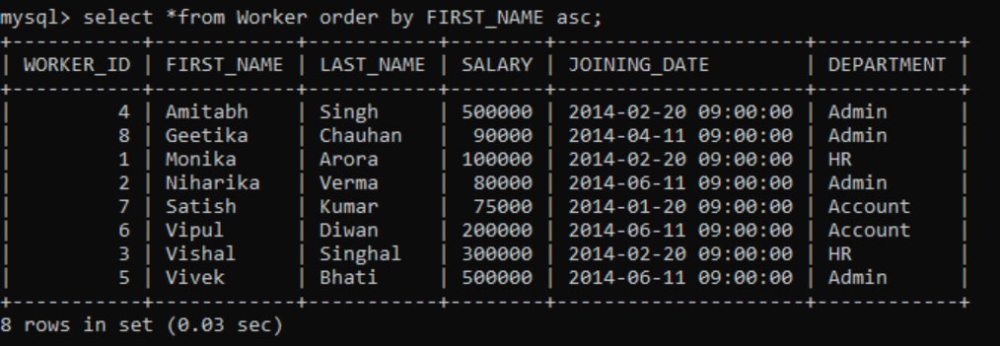 mysql> select *from Worker order by FIRST_NAME asc;
+-----------+------------+-----------+--------+---------------------+------------+
| WORKER_ID | FIRST_NAME | LAST_NAME | SALARY | JOINING_DATE        | DEPARTMENT |
+-----------+------------+-----------+--------+---------------------+------------+
|         4 | Amitabh    | Singh     | 500000 | 2014-02-20 09:00:00 | Admin      |
|         8 | Geetika    | Chauhan   |  90000 | 2014-04-11 09:00:00 | Admin      |
|         1 | Monika     | Arora     | 100000 | 2014-02-20 09:00:00 | HR         |
|         2 | Niharika   | Verma     |  80000 | 2014-06-11 09:00:00 | Admin      |
|         7 | Satish     | Kumar     |  75000 | 2014-01-20 09:00:00 | Account    |
|         6 | Vipul      | Diwan     | 200000 | 2014-06-11 09:00:00 | Account    |
|         3 | Vishal     | Singhal   | 300000 | 2014-02-20 09:00:00 | HR         |
|         5 | Vivek      | Bhati     | 500000 | 2014-06-11 09:00:00 | Admin      |
+-----------+------------+-----------+--------+---------------------+------------+
8 rows in set (0.03 sec)